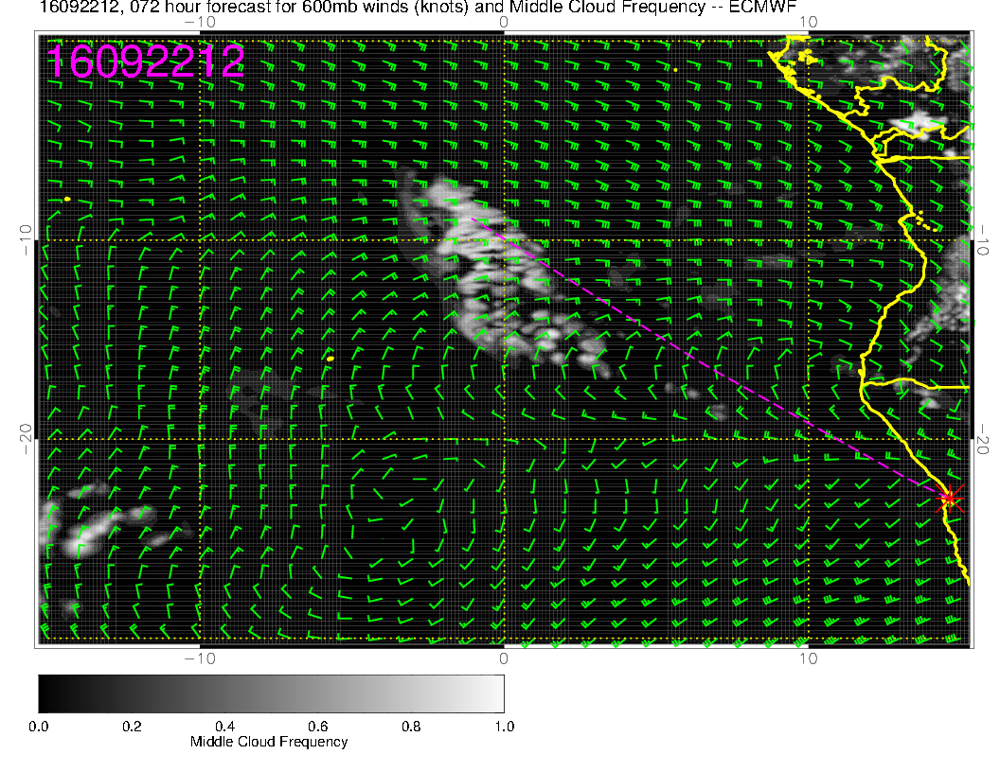 16092212, 072 hour forecast for 600mb winds (knots) and Middle Cloud Frequency -- ECMWF
−10 0 10
16092212
−10 −10
−20 −20
−10 0 10
0.0 0.2 0.4 0.6 0.8 1.0
Middle Cloud Frequency